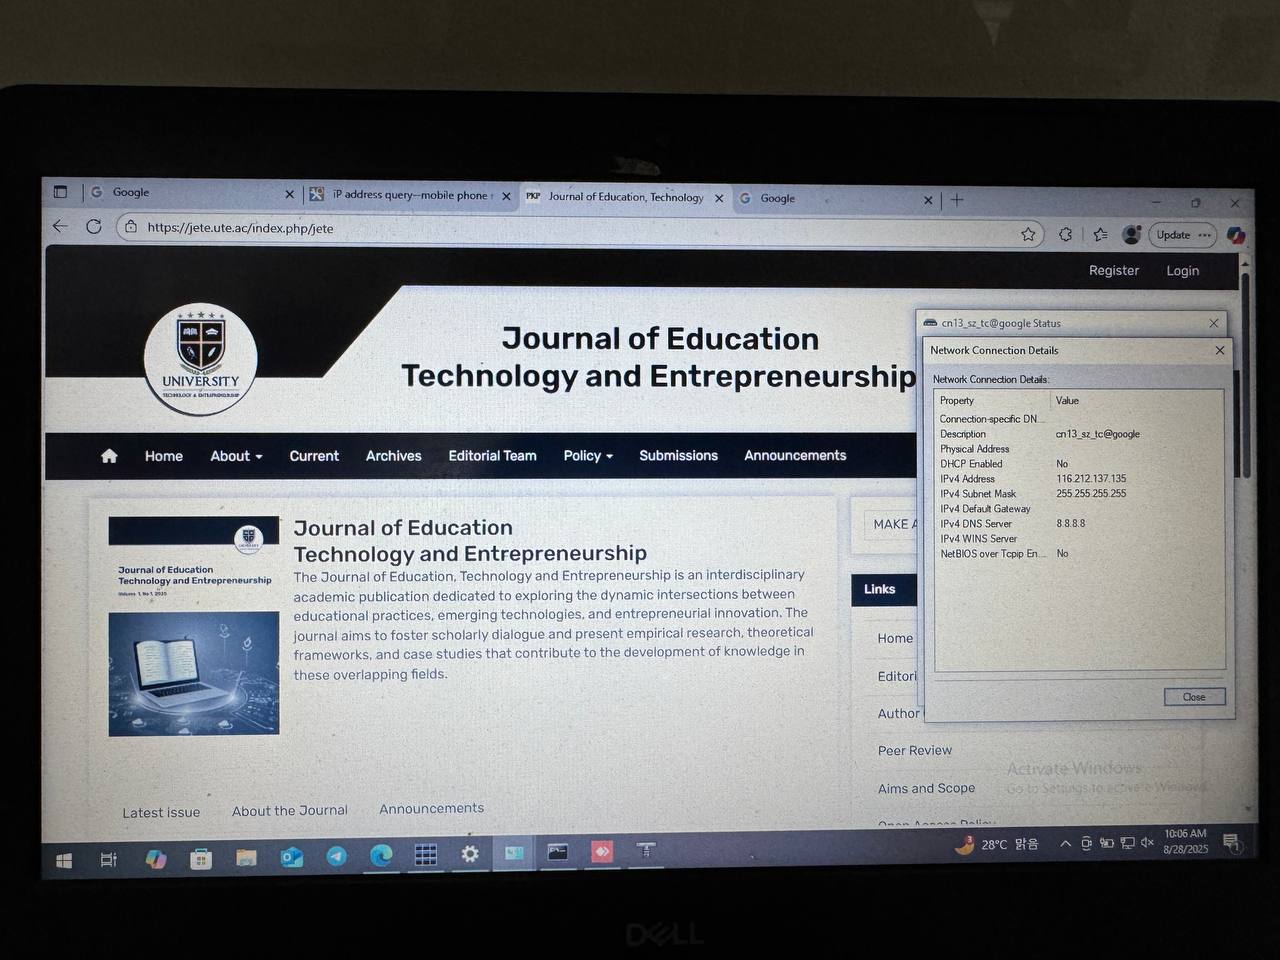 Google
iP address query--mobile phone
PKP Journal of Education, Technology
Google
https://jete.ute.ac/index.php/jete
Update
Register
Login
UNIVERSITY
TECHNOLOGY & ENTREPRENEURSHIP
Journal of Education
Technology and Entrepreneurship
Home
About
Current
Archives
Editorial Team
Policy
Submissions
Announcements
Journal of Education
Technology and Entrepreneurship
Volume 1, No 1, 2025
Journal of Education
Technology and Entrepreneurship
The Journal of Education, Technology and Entrepreneurship is an interdisciplinary
academic publication dedicated to exploring the dynamic intersections between
educational practices, emerging technologies, and entrepreneurial innovation. The
journal aims to foster scholarly dialogue and present empirical research, theoretical
frameworks, and case studies that contribute to the development of knowledge in
these overlapping fields.
Latest issue
About the Journal
Announcements
MAKE A
Links
Home
Editori
Author
Peer Review
Aims and Scope
Open Access Policy
cn13_sz_tc@google Status
Network Connection Details
Network Connection Details:
Property Value
Connection-specific DN...
Description cn13_sz_tc@google
Physical Address
DHCP Enabled No
IPv4 Address 116.212.137.135
IPv4 Subnet Mask 255.255.255.255
IPv4 Default Gateway
IPv4 DNS Server 8.8.8.8
IPv4 WINS Server
NetBIOS over Tcpip En... No
Close
Activate Windows
Go to Settings to activate Windows.
3
28°C 맑음
10:06 AM
8/28/2025
1
DELL